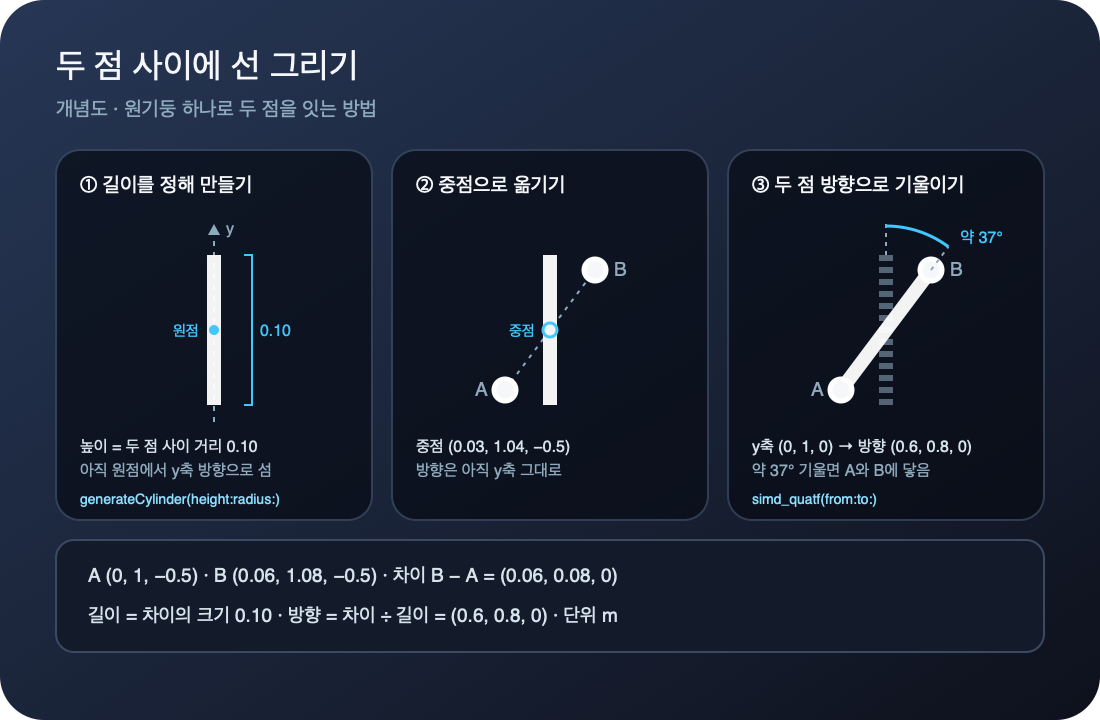 두 점 사이에 선 그리기
개념도 · 원기둥 하나로 두 점을 잇는 방법
① 길이를 정해 만들기
y
원점
0.10
높이 = 두 점 사이 거리 0.10
아직 원점에서 y축 방향으로 섬
generateCylinder(height:radius:)
② 중점으로 옮기기
B
중점
A
중점 (0.03, 1.04, −0.5)
방향은 아직 y축 그대로
③ 두 점 방향으로 기울이기
약 37°
B
A
y축 (0, 1, 0) → 방향 (0.6, 0.8, 0)
약 37° 기울면 A와 B에 닿음
simd_quatf(from:to:)
A (0, 1, −0.5) · B (0.06, 1.08, −0.5) · 차이 B − A = (0.06, 0.08, 0)
길이 = 차이의 크기 0.10 · 방향 = 차이 ÷ 길이 = (0.6, 0.8, 0) · 단위 m